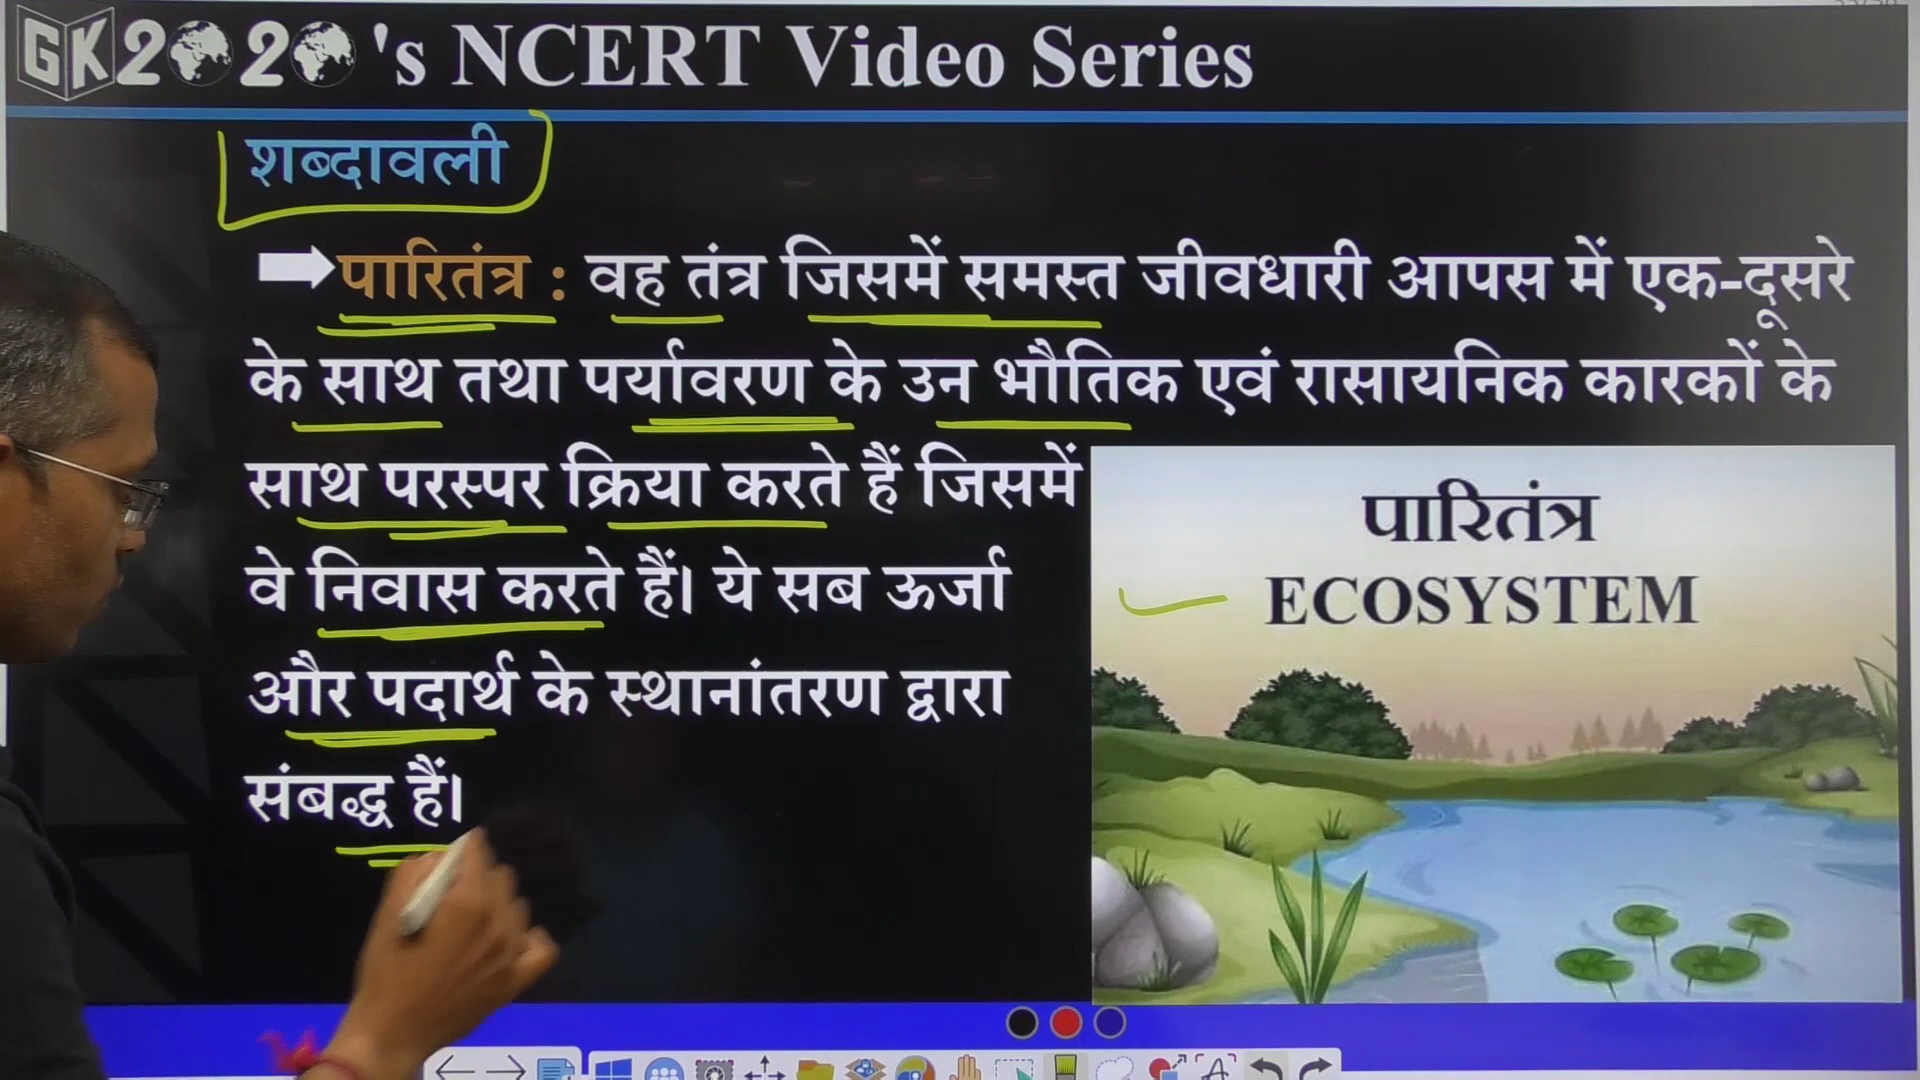 GK2020's NCERT Video Series
शब्दावली
पारितंत्र : वह तंत्र जिसमें समस्त जीवधारी आपस में एक-दूसरे
के साथ तथा पर्यावरण के उन भौतिक एवं रासायनिक कारकों के
साथ परस्पर क्रिया करते हैं जिसमें
वे निवास करते हैं। ये सब ऊर्जा
और पदार्थ के स्थानांतरण द्वारा
संबद्ध हैं।
पारितंत्र
ECOSYSTEM